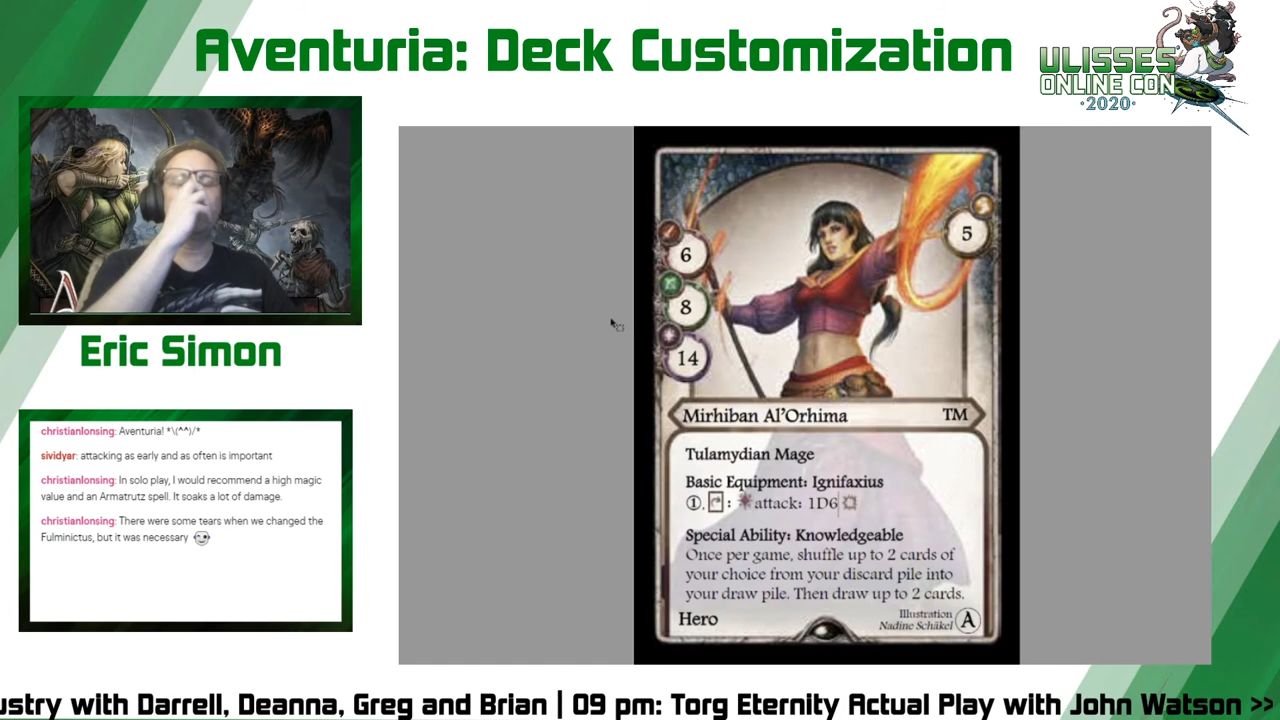 Aventuria: Deck Customization
ULISSES
ONLINE CON
·2020·
Eric Simon
christianlonsing: Aventuria! *\(^^)/*
sividyar: attacking as early and as often is important
christianlonsing: In solo play, I would recommend a high magic
value and an Armatrutz spell. It soaks a lot of damage.
christianlonsing: There were some tears when we changed the
Fulminictus, but it was necessary
6
5
8
14
Mirhiban Al'Orhima TM
Tulamydian Mage
Basic Equipment: Ignifaxius
①, : attack: 1D6
Special Ability: Knowledgeable
Once per game, shuffle up to 2 cards of
your choice from your discard pile into
your draw pile. Then draw up to 2 cards.
Hero
Illustration
Nadine Schäkel
A
ustry with Darrell, Deanna, Greg and Brian | 09 pm: Torg Eternity Actual Play with John Watson >>